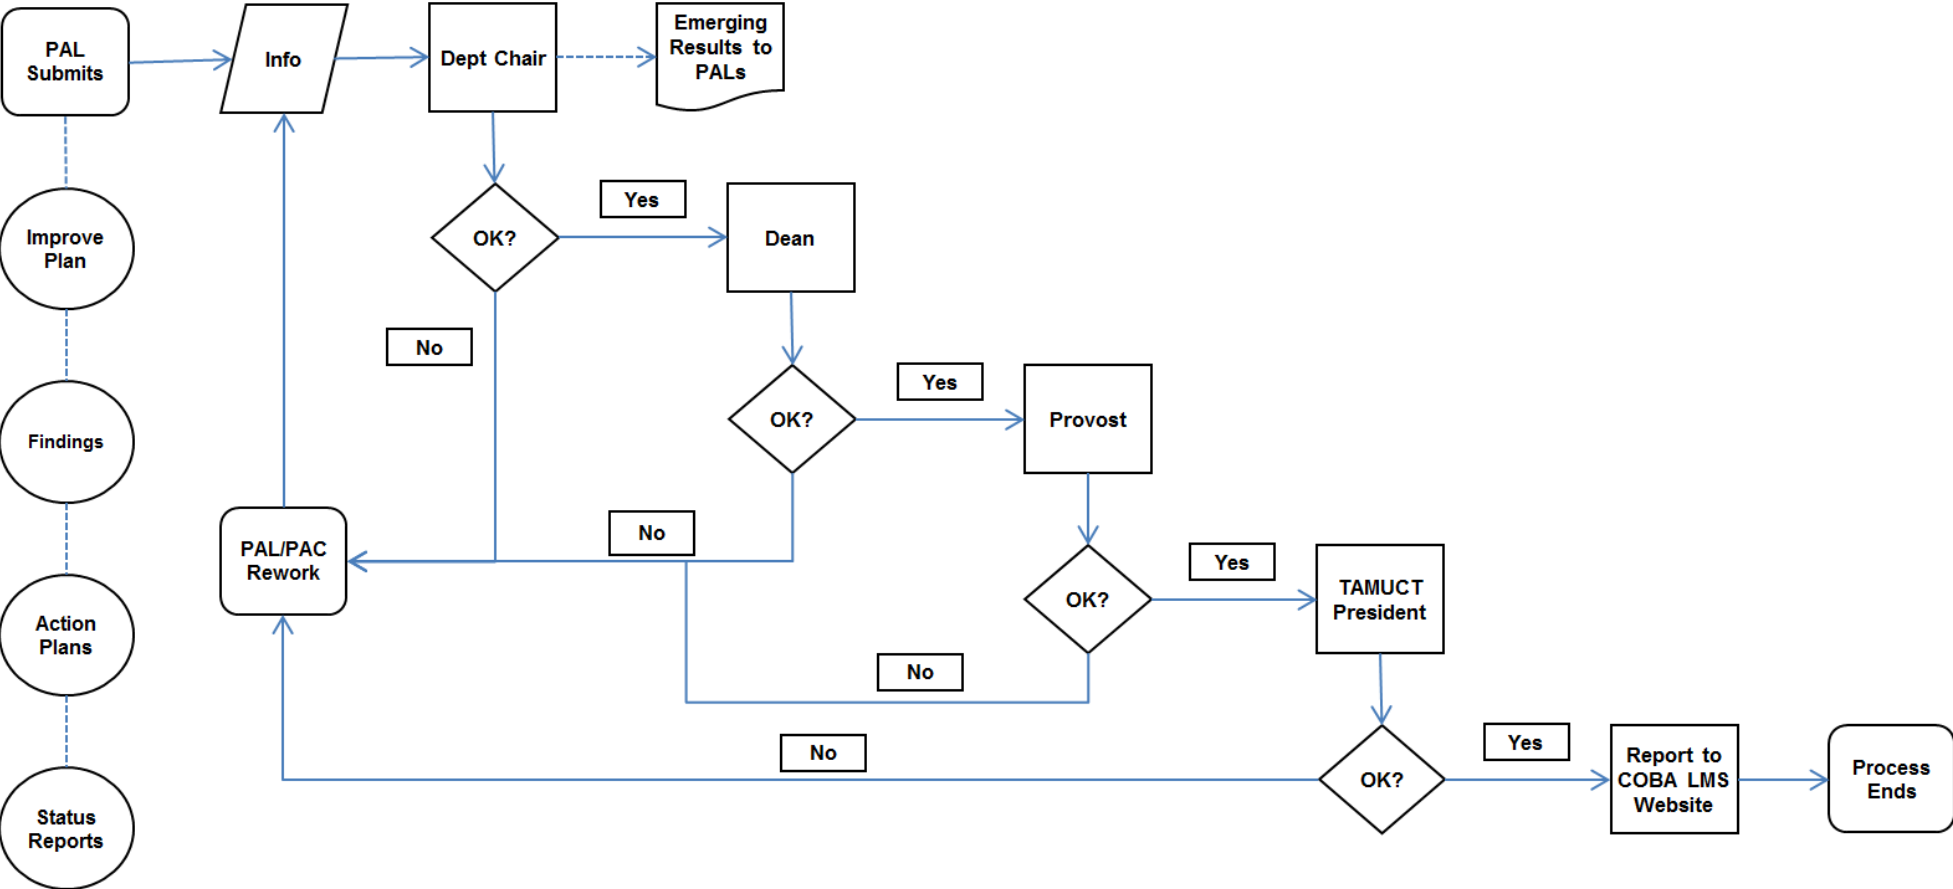 PAL
Submits
Info
Dept Chair
Emerging
Results to
PALs
Improve
Plan
OK?
Yes
Dean
No
Findings
OK?
Yes
Provost
PAL/PAC
Rework
No
OK?
Yes
TAMUCT
President
Action
Plans
No
No
OK?
Yes
Report to
COBA LMS
Website
Process
Ends
Status
Reports